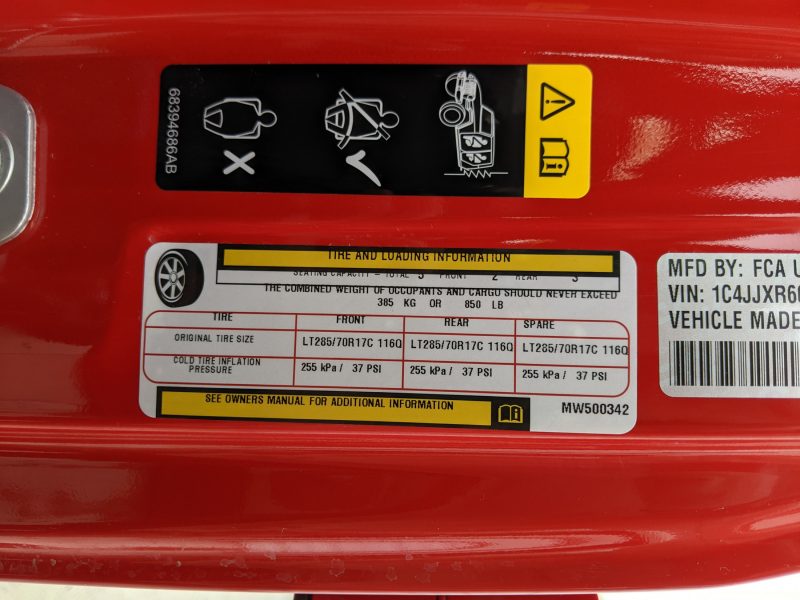 68394686AB
TIRE AND LOADING INFORMATION
SEATING CAPACITY – TOTAL 5 FRONT 2 REAR 3
THE COMBINED WEIGHT OF OCCUPANTS AND CARGO SHOULD NEVER EXCEED
385 KG OR 850 LB
TIRE FRONT REAR SPARE
ORIGINAL TIRE SIZE LT285/70R17C 116Q LT285/70R17C 116Q LT285/70R17C 116Q
COLD TIRE INFLATION PRESSURE 255 kPa / 37 PSI 255 kPa / 37 PSI 255 kPa / 37 PSI
SEE OWNERS MANUAL FOR ADDITIONAL INFORMATION
MW500342
MFD BY: FCA U
VIN: 1C4JJXR6
VEHICLE MADE